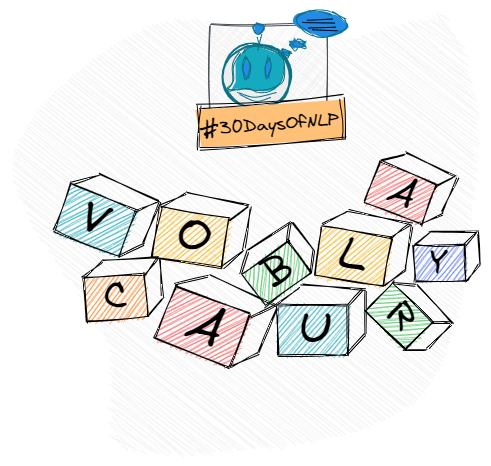 #30DaysOfNLP
A
V O B L Y
C A U R